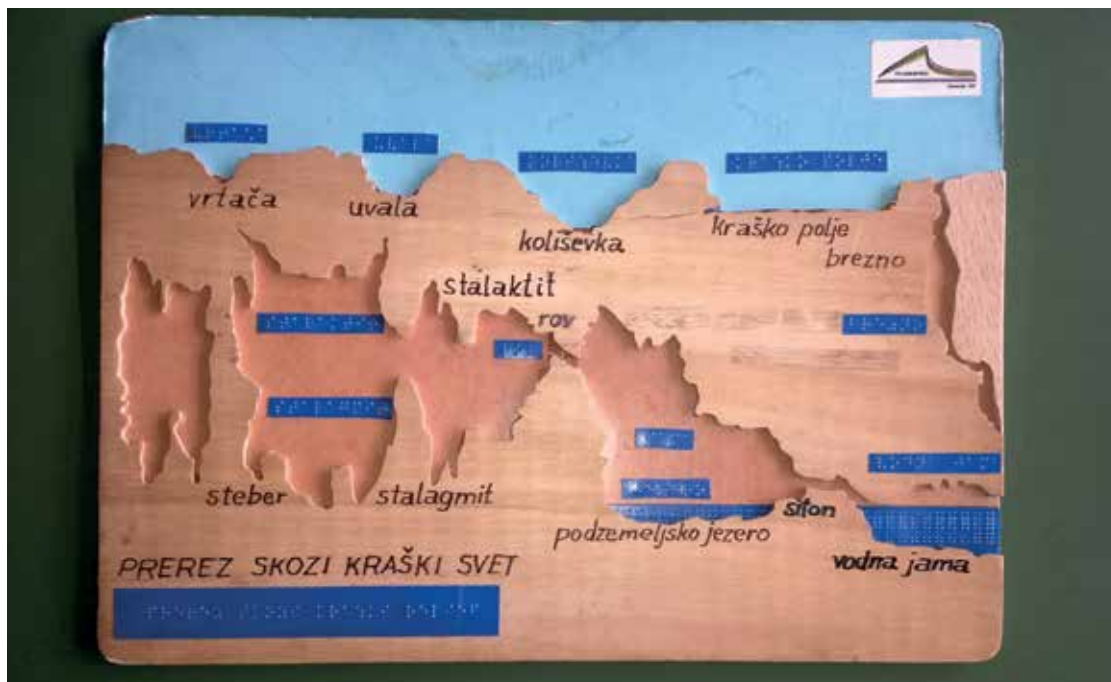 vrtača
uvala
koliševka
kraško polje
brezno
stalaktit
rov
steber
stalagmit
podzemeljsko jezero
sifon
vodna jama
PREREZ SKOZI KRAŠKI SVET